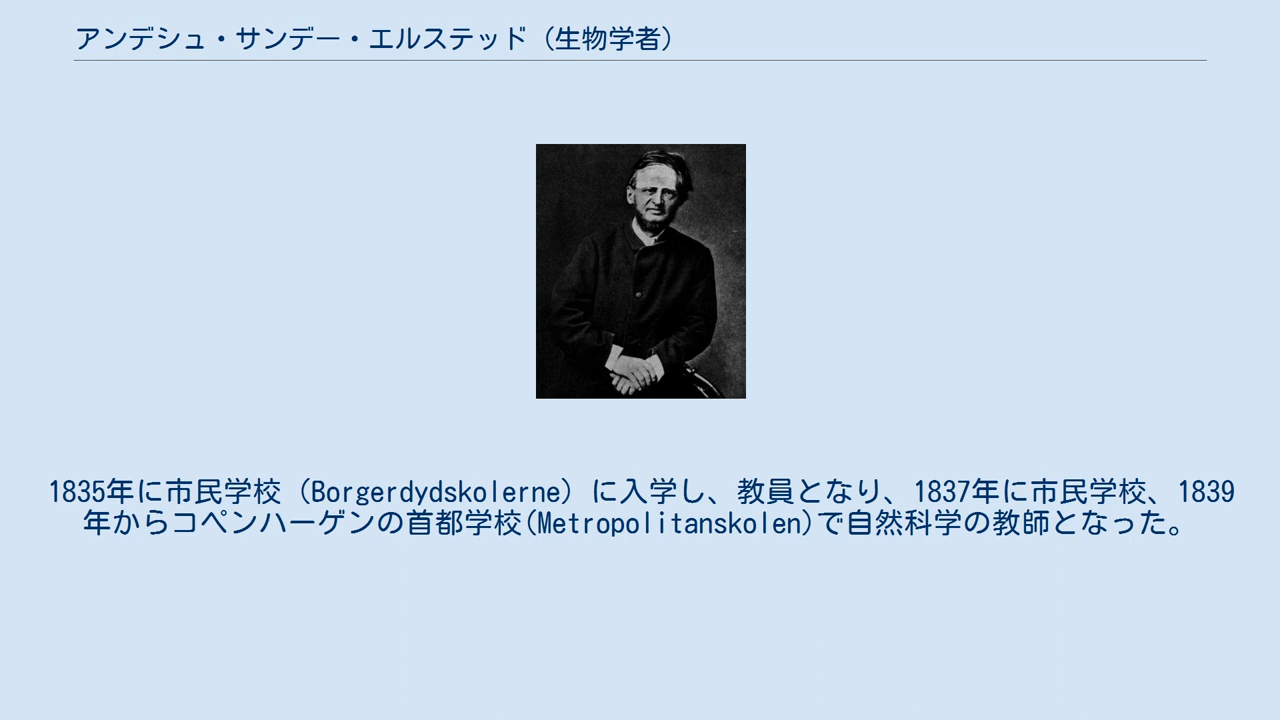 アンデシュ・サンデー・エルステッド（生物学者）
1835年に市民学校（Borgerdydskolerne）に入学し、教員となり、1837年に市民学校、1839
年からコペンハーゲンの首都学校(Metropolitanskolen)で自然科学の教師となった。